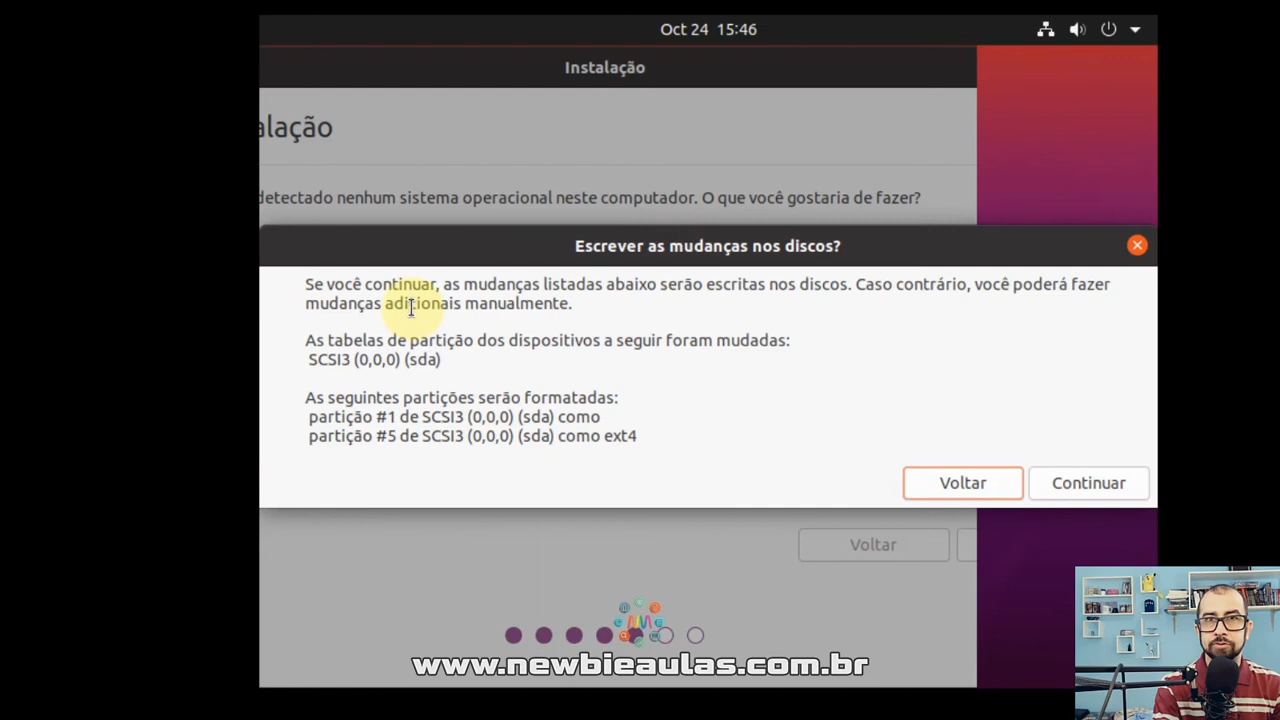 Oct 24 15:46
Instalação
alação
detectado nenhum sistema operacional neste computador. O que você gostaria de fazer?
Escrever as mudanças nos discos?
Se você continuar, as mudanças listadas abaixo serão escritas nos discos. Caso contrário, você poderá fazer
mudanças adicionais manualmente.
As tabelas de partição dos dispositivos a seguir foram mudadas:
SCSI3 (0,0,0) (sda)
As seguintes partições serão formatadas:
partição #1 de SCSI3 (0,0,0) (sda) como
partição #5 de SCSI3 (0,0,0) (sda) como ext4
Voltar Continuar
Voltar
www.newbieaulas.com.br